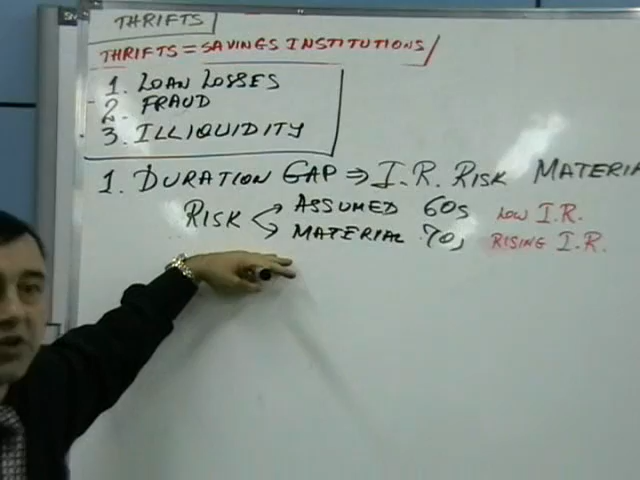 THRIFTS
THRIFTS = SAVINGS INSTITUTIONS
1. LOAN LOSSES
2. FRAUD
3. ILLIQUIDITY
1. DURATION GAP ⇒ I.R. RISK MATERIA
RISK ASSUMED 60s LOW I.R.
MATERIAL 70s RISING I.R.